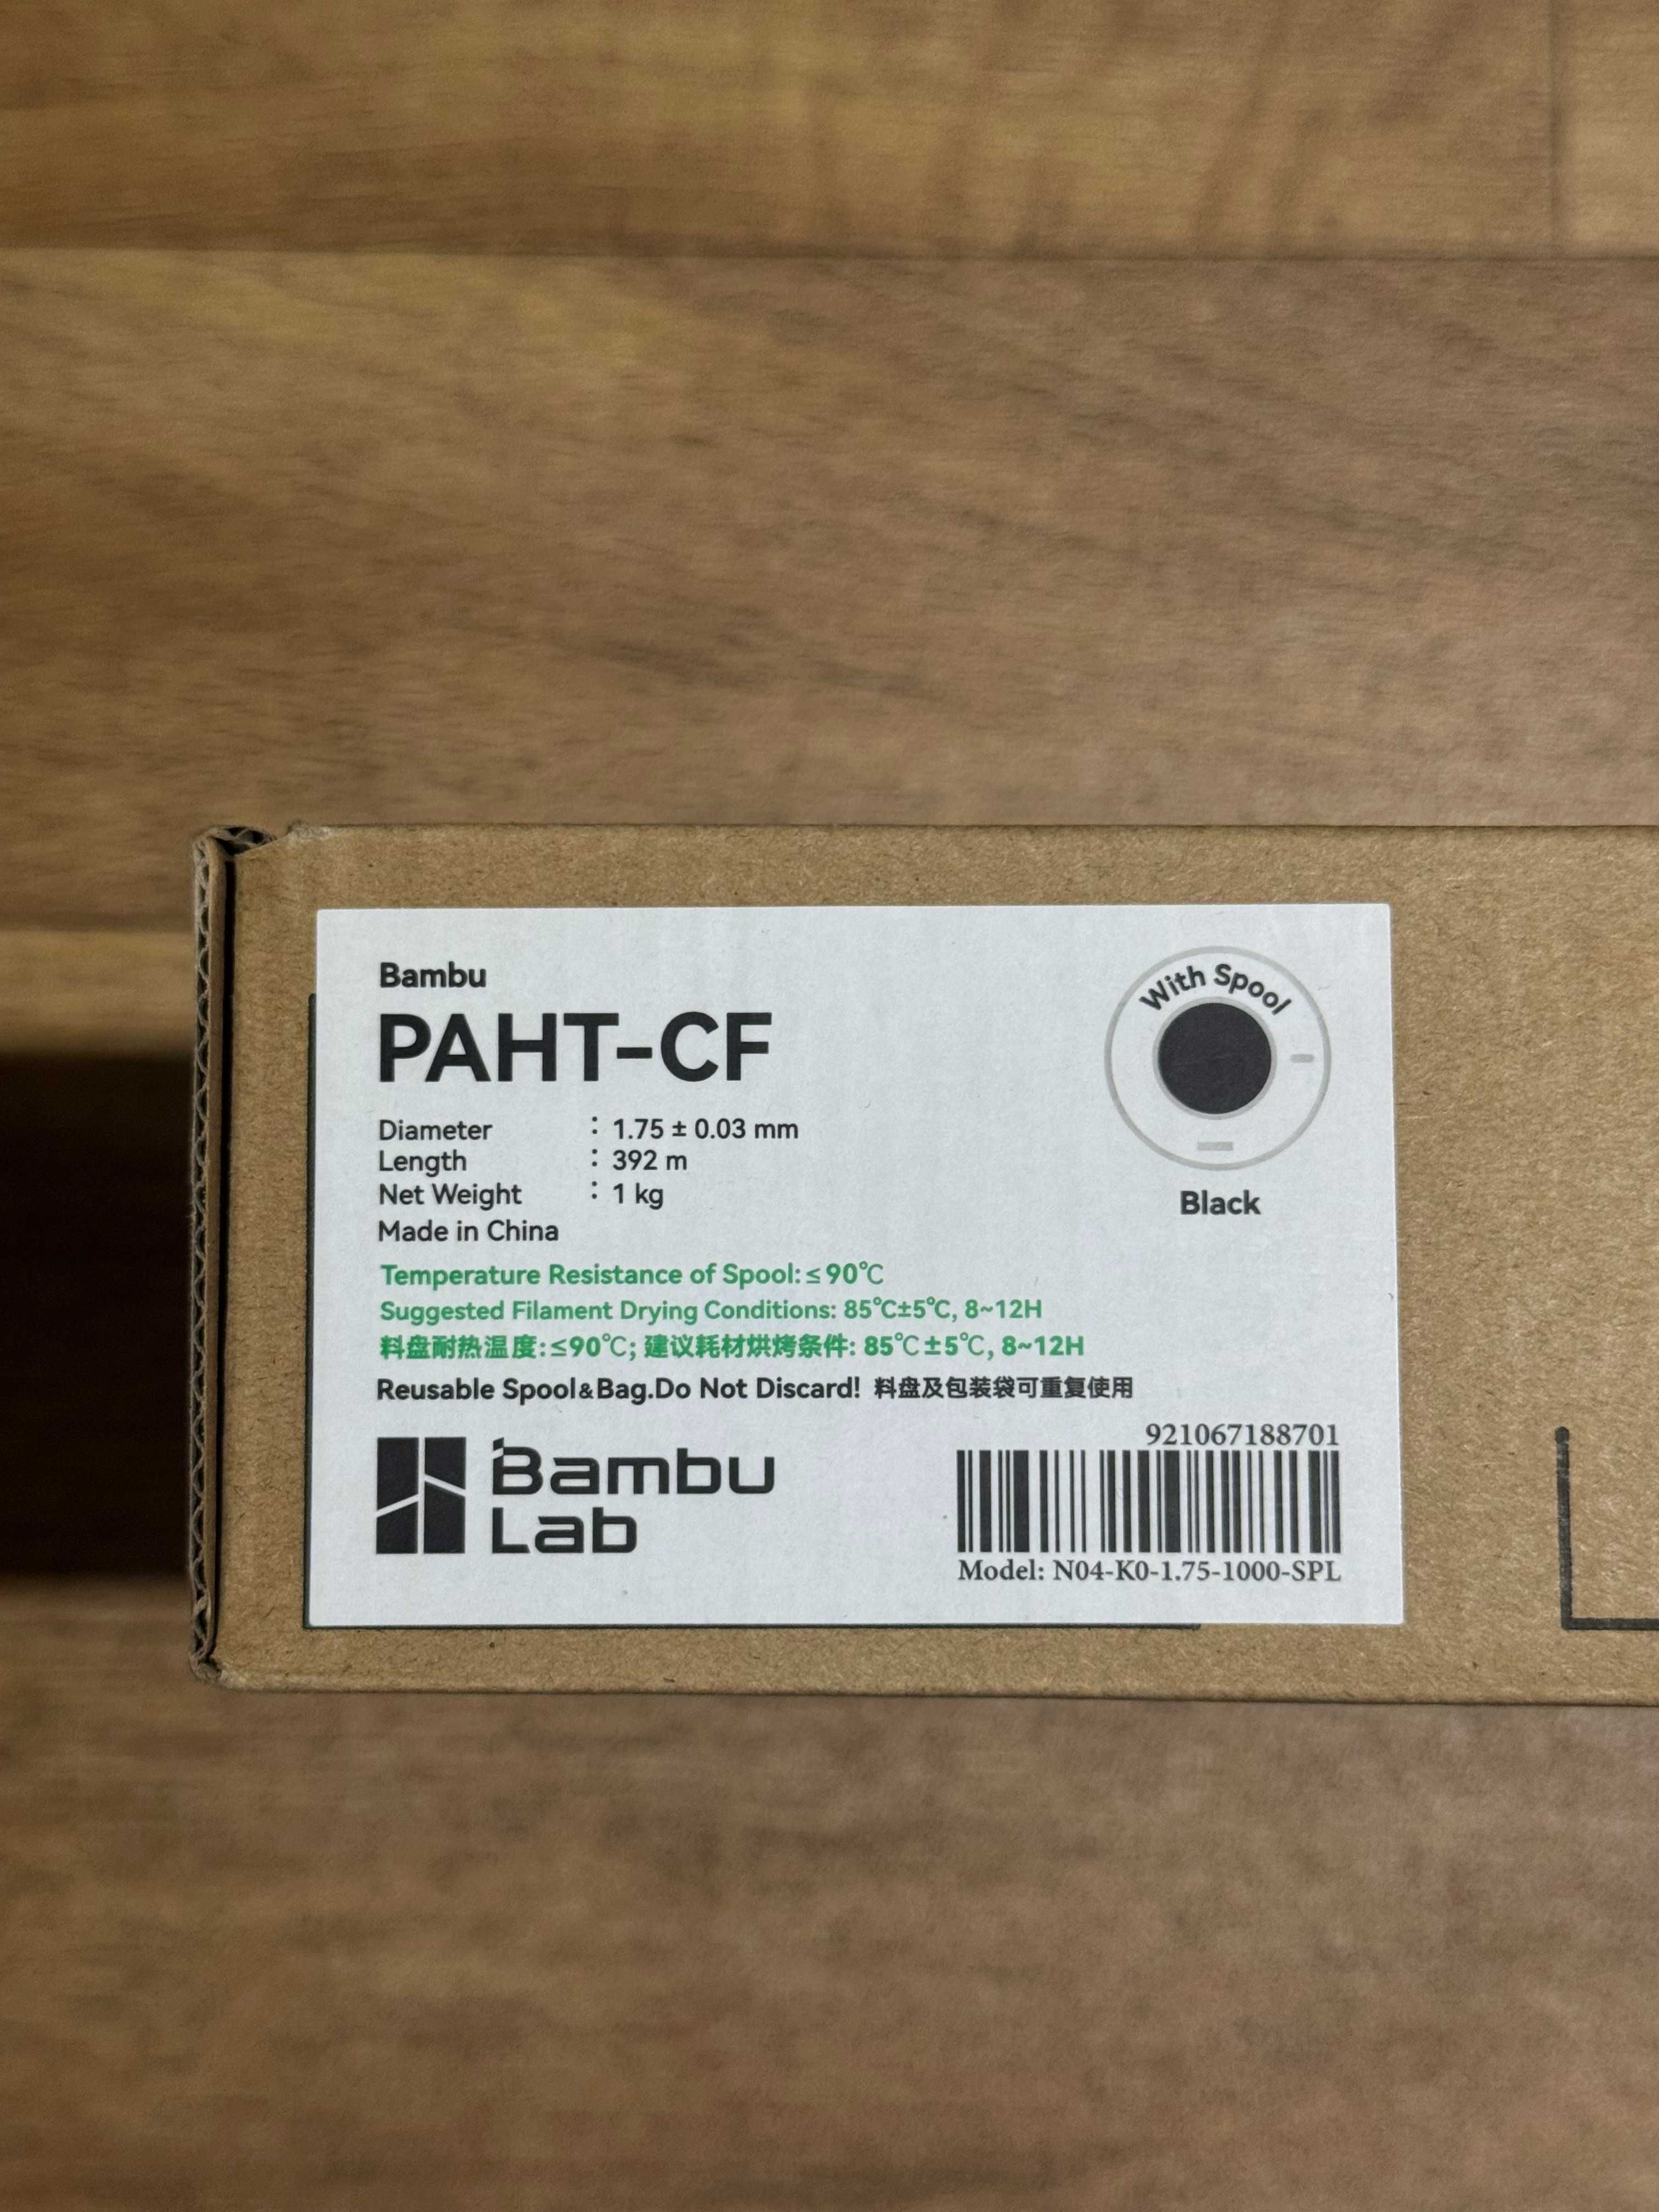 Bambu
PAHT-CF
With Spool
Black
Diameter : 1.75 ± 0.03 mm
Length : 392 m
Net Weight : 1 kg
Made in China
Temperature Resistance of Spool:≤90℃
Suggested Filament Drying Conditions: 85℃±5℃, 8~12H
料盘耐热温度:≤90℃; 建议耗材烘烤条件: 85℃±5℃, 8~12H
Reusable Spool&Bag.Do Not Discard! 料盘及包装袋可重复使用
Bambu
Lab
921067188701
Model: N04-K0-1.75-1000-SPL